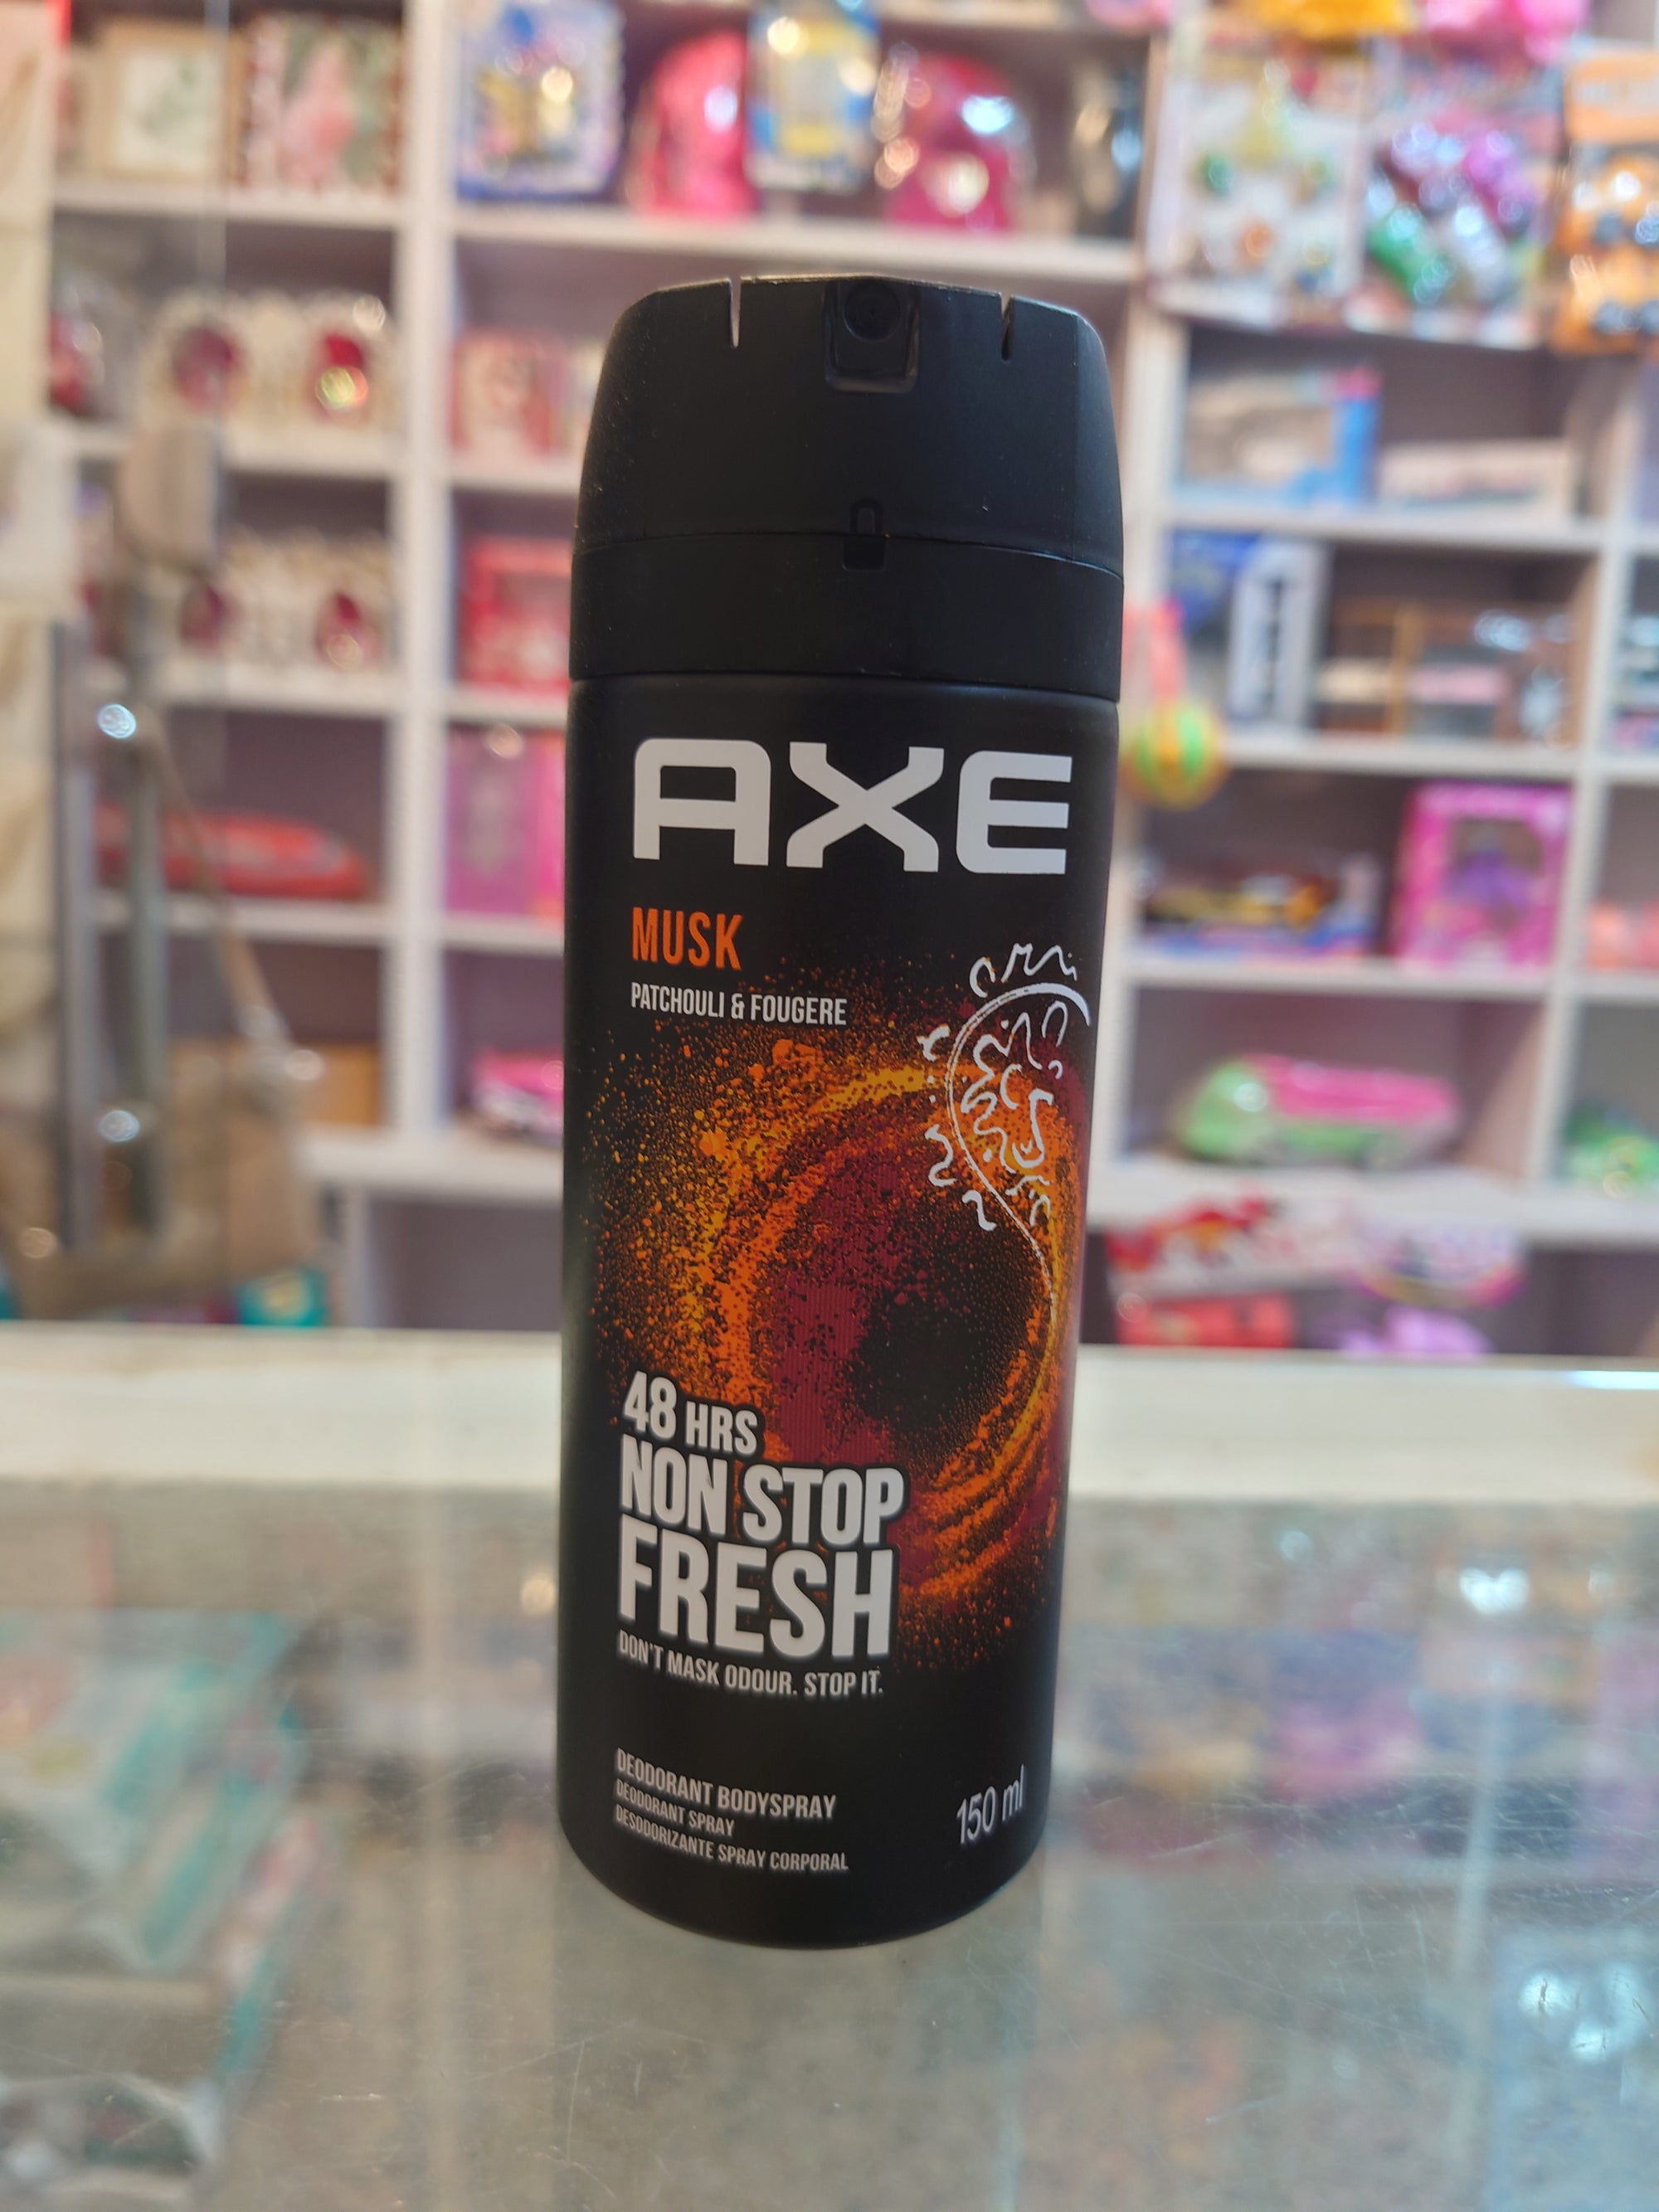 AXE
MUSK
PATCHOULI & FOUGERE
48 HRS
NON STOP
FRESH
DON'T MASK ODOUR. STOP IT.
DEODORANT BODYSPRAY
DÉODORANT SPRAY
DESODORIZANTE SPRAY CORPORAL
150 ml